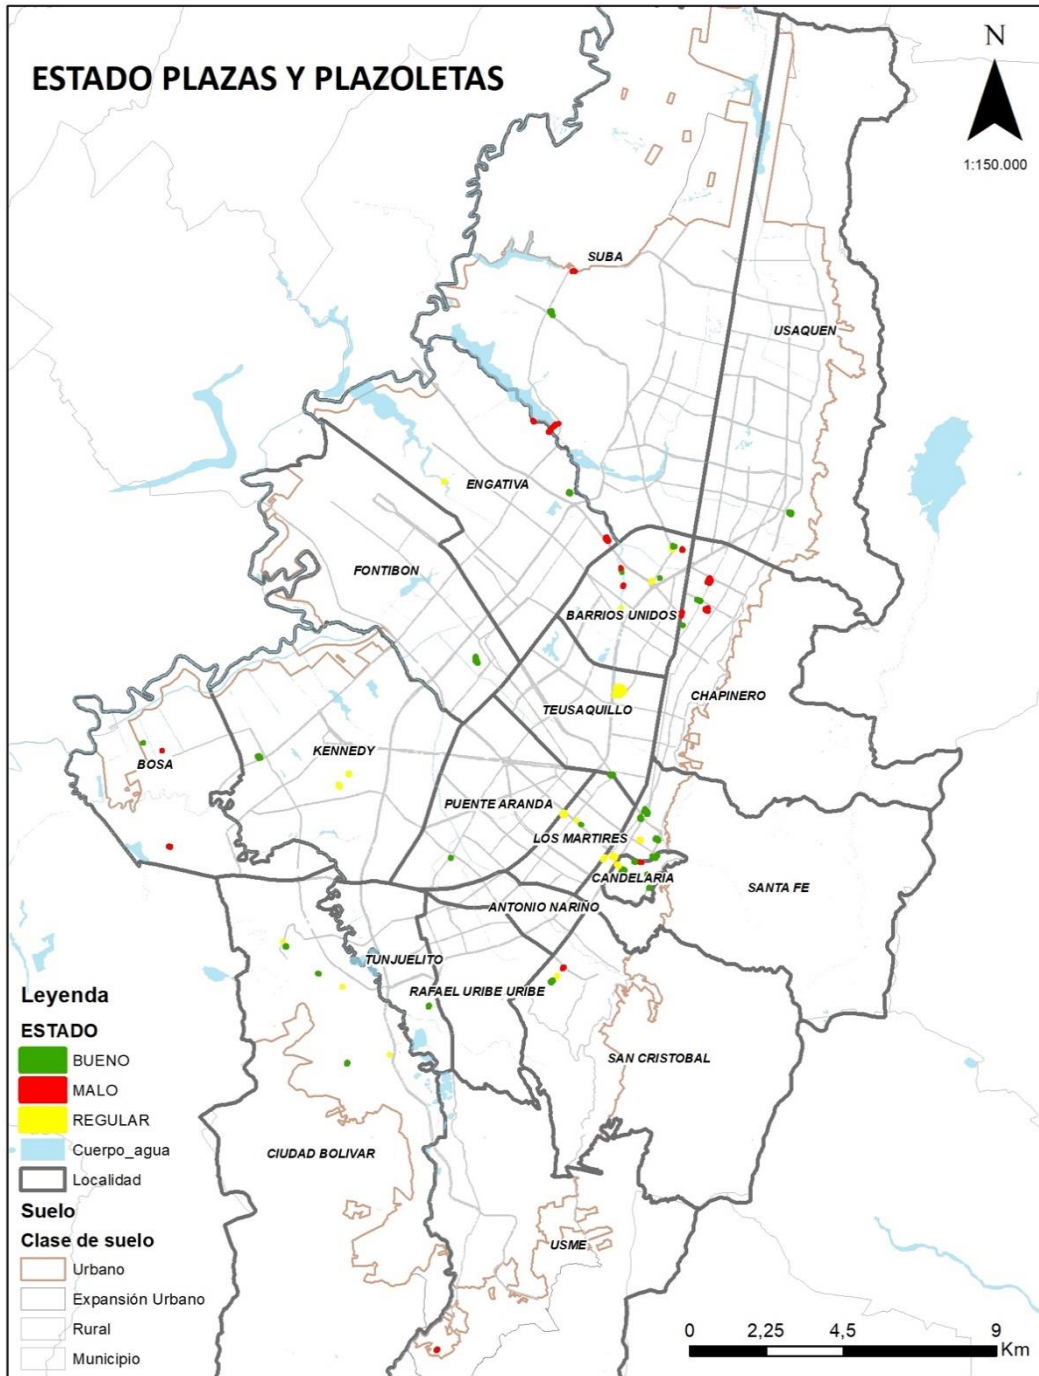 ESTADO PLAZAS Y PLAZOLETAS
N
1:150.000
SUBA
USAQUEN
ENGATIVA
FONTIBON
BARRIOS UNIDOS
CHAPINERO
TEUSAQUILLO
BOSA
KENNEDY
PUENTE ARANDA
LOS MARTIRES
CANDELARIA
SANTA FE
ANTONIO NARIÑO
TUNJUELITO
RAFAEL URIBE URIBE
SAN CRISTOBAL
CIUDAD BOLIVAR
USME
Leyenda
ESTADO
BUENO
MALO
REGULAR
Cuerpo_agua
Localidad
Suelo
Clase de suelo
Urbano
Expansión Urbano
Rural
Municipio
0 2,25 4,5 9
Km